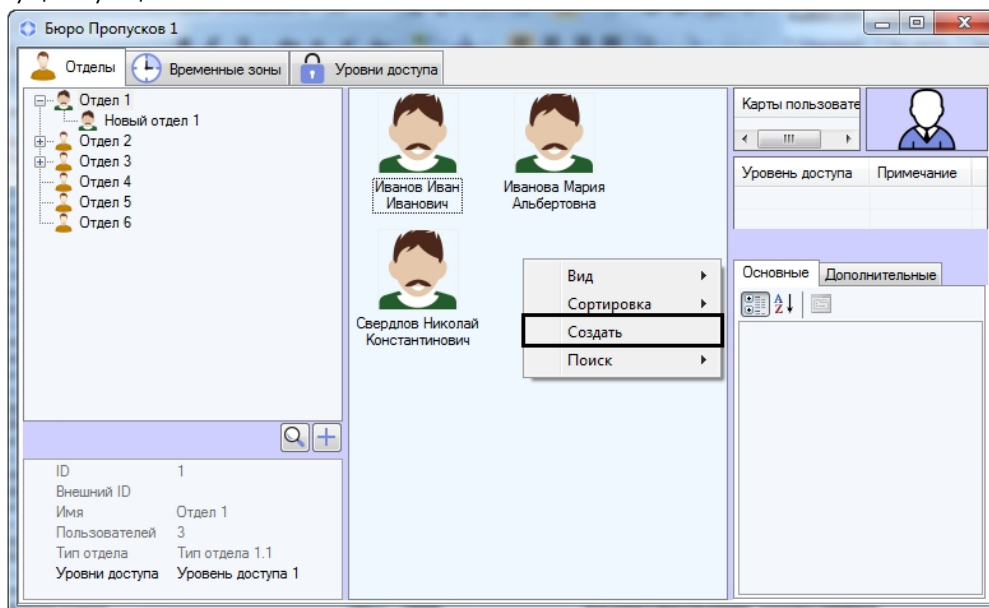 Бюро Пропусков 1
Отделы
Временные зоны
Уровни доступа
Отдел 1
Новый отдел 1
Отдел 2
Отдел 3
Отдел 4
Отдел 5
Отдел 6
ID 1
Внешний ID
Имя Отдел 1
Пользователей 3
Тип отдела Тип отдела 1.1
Уровни доступа Уровень доступа 1
Иванов Иван
Иванович
Иванова Мария
Альбертовна
Свердлов Николай
Константинович
Вид
Сортировка
Создать
Поиск
Карты пользовате
Уровень доступа Примечание
Основные Дополнительные